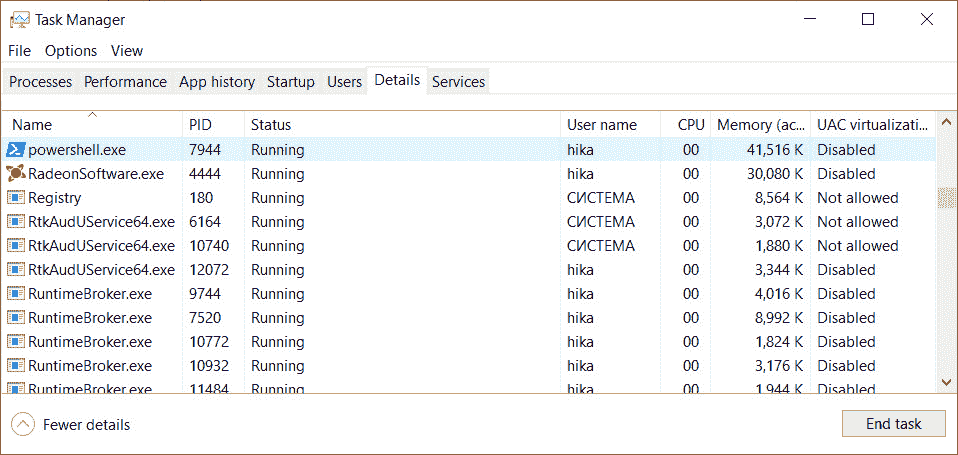 Task Manager
File Options View
Processes Performance App history Startup Users Details Services
Name PID Status User name CPU Memory (ac... UAC virtualizati...
powershell.exe 7944 Running hika 00 41,516 K Disabled
RadeonSoftware.exe 4444 Running hika 00 30,080 K Disabled
Registry 180 Running СИСТЕМА 00 8,564 K Not allowed
RtkAudUService64.exe 6164 Running СИСТЕМА 00 3,072 K Not allowed
RtkAudUService64.exe 10740 Running СИСТЕМА 00 1,880 K Not allowed
RtkAudUService64.exe 12072 Running hika 00 3,344 K Disabled
RuntimeBroker.exe 9744 Running hika 00 4,016 K Disabled
RuntimeBroker.exe 7520 Running hika 00 8,992 K Disabled
RuntimeBroker.exe 10772 Running hika 00 1,824 K Disabled
RuntimeBroker.exe 10932 Running hika 00 3,176 K Disabled
RuntimeBroker.exe 11484 Running hika 00 1,944 K Disabled
Fewer details End task